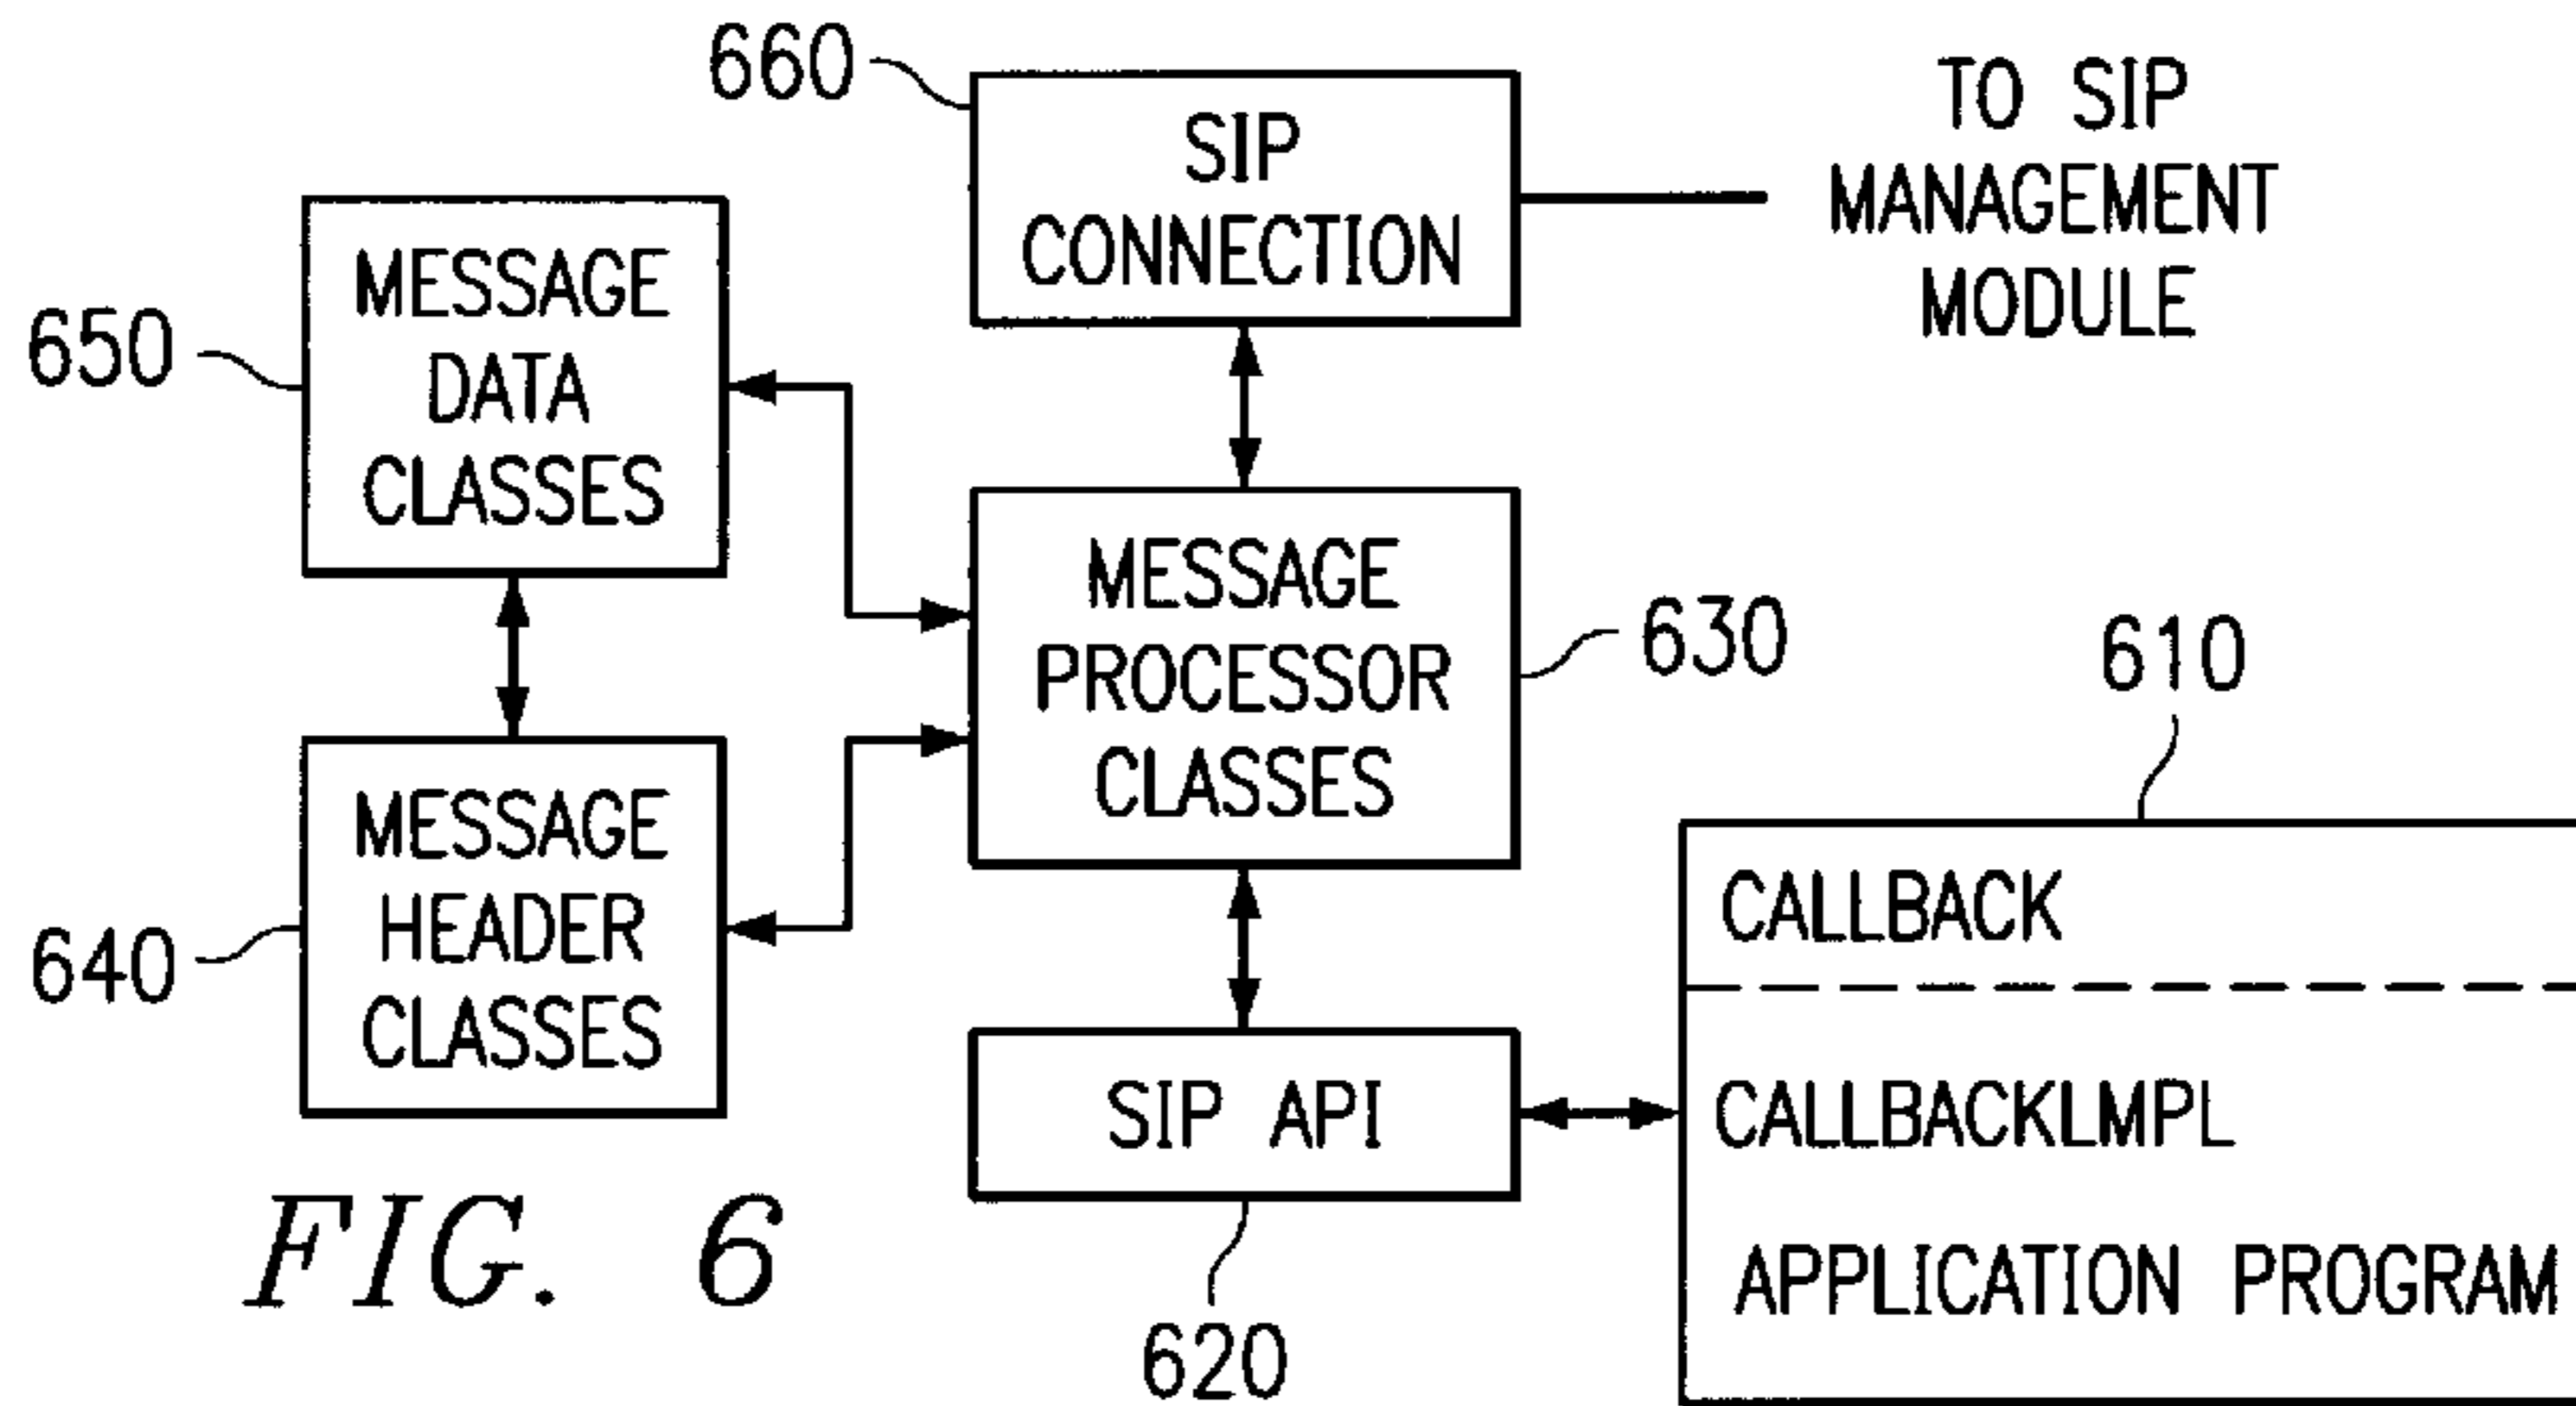 660
SIP
CONNECTION
TO SIP
MANAGEMENT
MODULE
650
MESSAGE
DATA
CLASSES
MESSAGE
PROCESSOR
CLASSES
630
610
640
MESSAGE
HEADER
CLASSES
SIP API
620
CALLBACK
CALLBACKLMPL
APPLICATION PROGRAM
FIG. 6